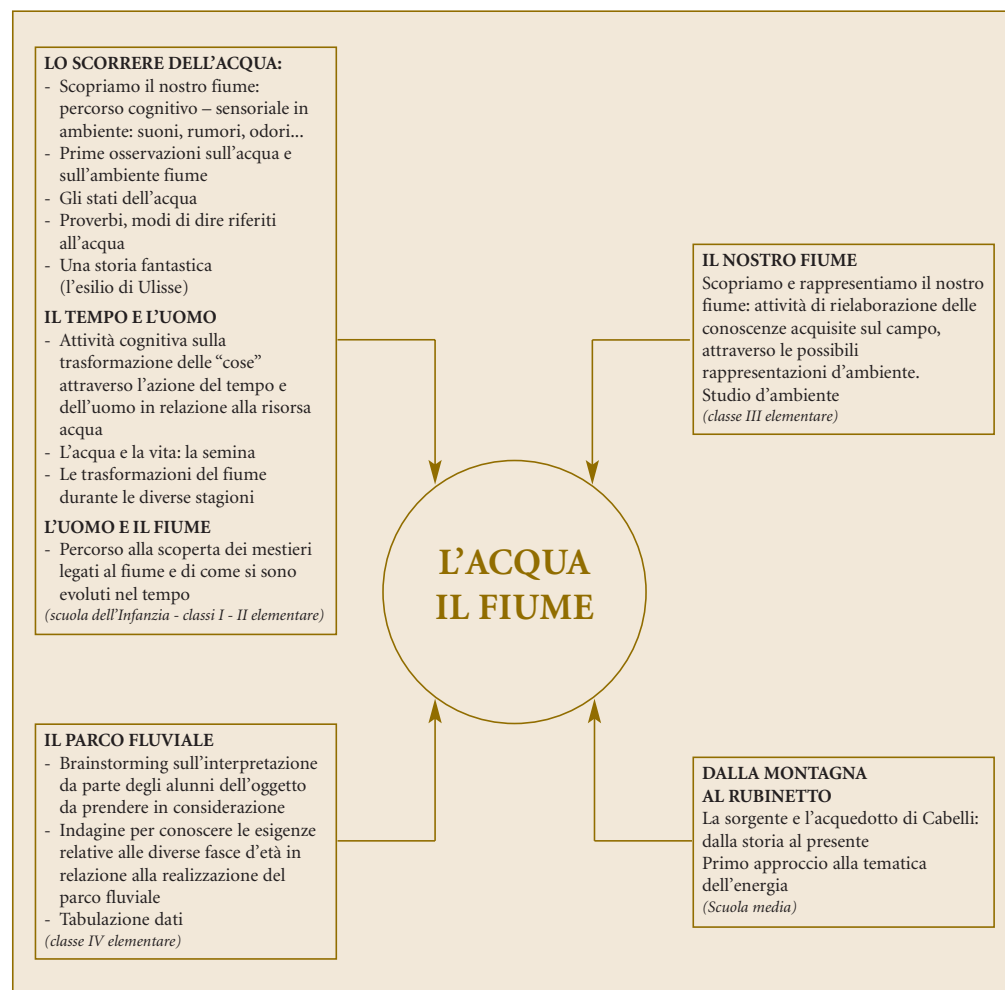 LO SCORRERE DELL’ACQUA:
- Scopriamo il nostro fiume:
percorso cognitivo – sensoriale in
ambiente: suoni, rumori, odori...
- Prime osservazioni sull’acqua e
sull’ambiente fiume
- Gli stati dell’acqua
- Proverbi, modi di dire riferiti
all’acqua
- Una storia fantastica
(l’esilio di Ulisse)
IL TEMPO E L’UOMO
- Attività cognitiva sulla
trasformazione delle “cose”
attraverso l’azione del tempo e
dell’uomo in relazione alla risorsa
acqua
- L’acqua e la vita: la semina
- Le trasformazioni del fiume
durante le diverse stagioni
L’UOMO E IL FIUME
- Percorso alla scoperta dei mestieri
legati al fiume e di come si sono
evoluti nel tempo
(scuola dell’Infanzia - classi I - II elementare)
IL NOSTRO FIUME
Scopriamo e rappresentiamo il nostro
fiume: attività di rielaborazione delle
conoscenze acquisite sul campo,
attraverso le possibili
rappresentazioni d’ambiente.
Studio d’ambiente
(classe III elementare)
L’ACQUA
IL FIUME
IL PARCO FLUVIALE
- Brainstorming sull’interpretazione
da parte degli alunni dell’oggetto
da prendere in considerazione
- Indagine per conoscere le esigenze
relative alle diverse fasce d’età in
relazione alla realizzazione del
parco fluviale
- Tabulazione dati
(classe IV elementare)
DALLA MONTAGNA
AL RUBINETTO
La sorgente e l’acquedotto di Cabelli:
dalla storia al presente
Primo approccio alla tematica
dell’energia
(Scuola media)